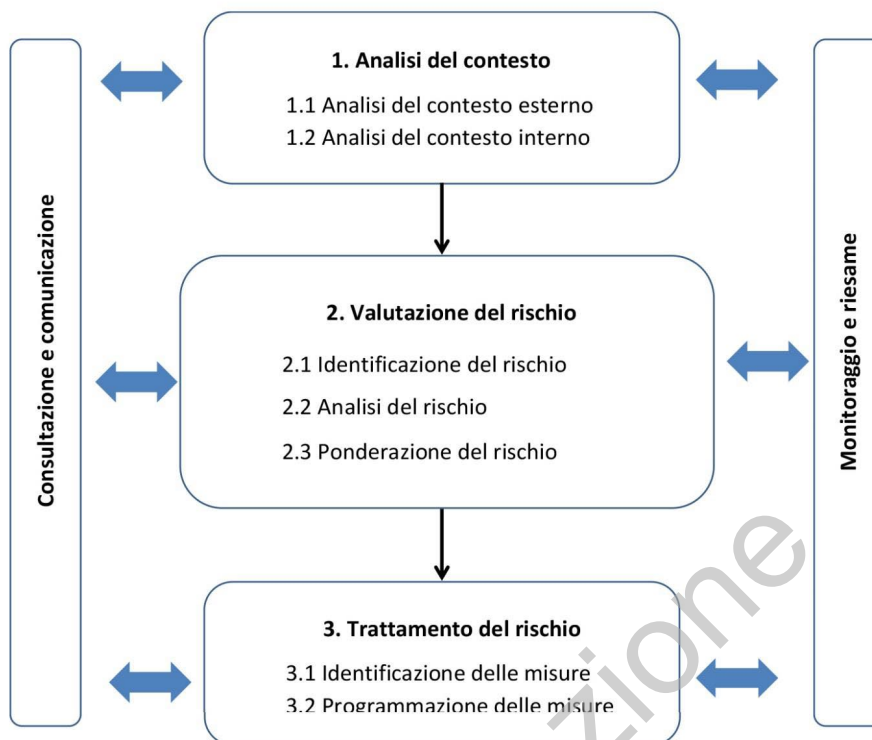 Consultazione e comunicazione
1. Analisi del contesto
1.1 Analisi del contesto esterno
1.2 Analisi del contesto interno
2. Valutazione del rischio
2.1 Identificazione del rischio
2.2 Analisi del rischio
2.3 Ponderazione del rischio
3. Trattamento del rischio
3.1 Identificazione delle misure
3.2 Programmazione delle misure
Monitoraggio e riesame
zione